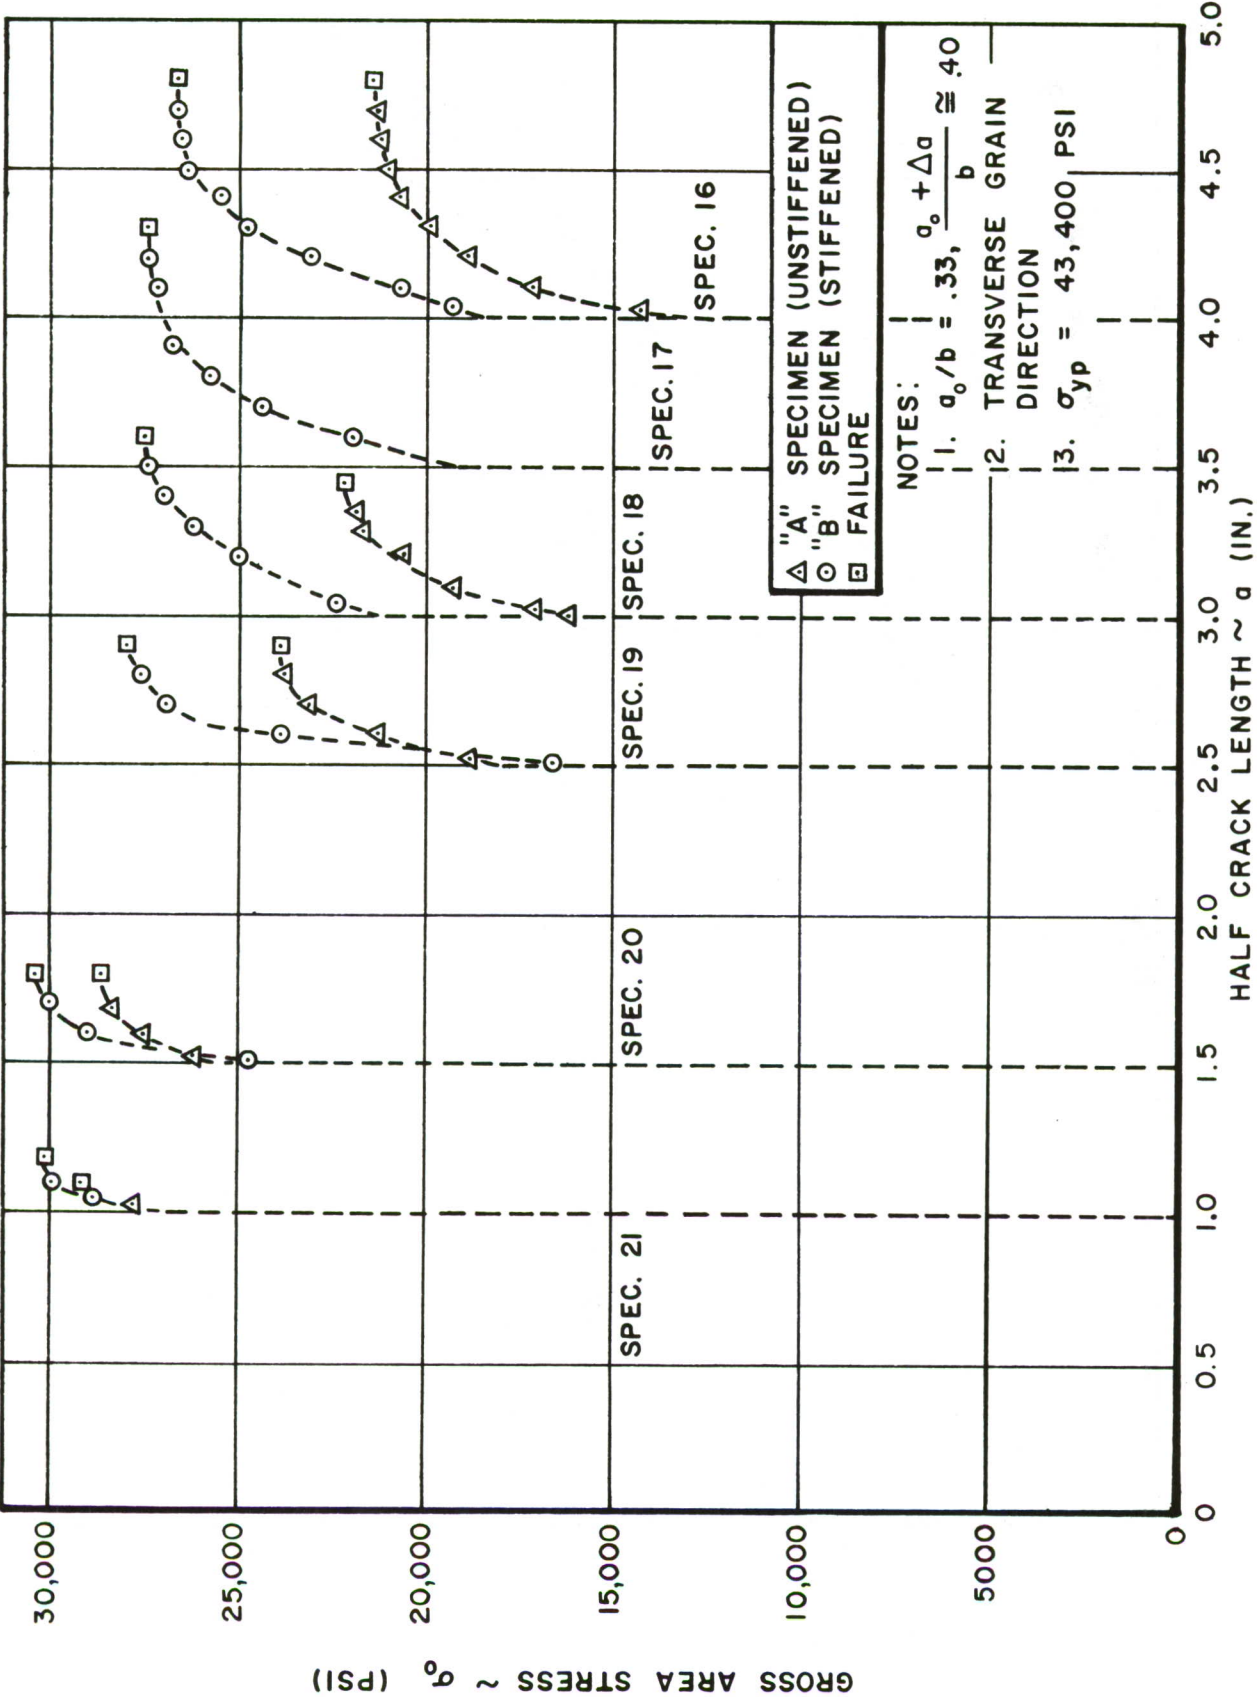 GROSS AREA STRESS ~ σ₀ (PSI)
30,000
25,000
20,000
15,000
10,000
5000
0
SPEC. 21
SPEC. 20
SPEC. 19
SPEC. 18
SPEC. 17
SPEC. 16
"A" SPECIMEN (UNSTIFFENED)
"B" SPECIMEN (STIFFENED)
FAILURE
NOTES:
1. a₀/b = .33, a₀ + Δa / b ≅ .40
2. TRANSVERSE GRAIN
DIRECTION
3. σyp = 43,400 PSI
0 0.5 1.0 1.5 2.0 2.5 3.0 3.5 4.0 4.5 5.0
HALF CRACK LENGTH ~ a (IN.)